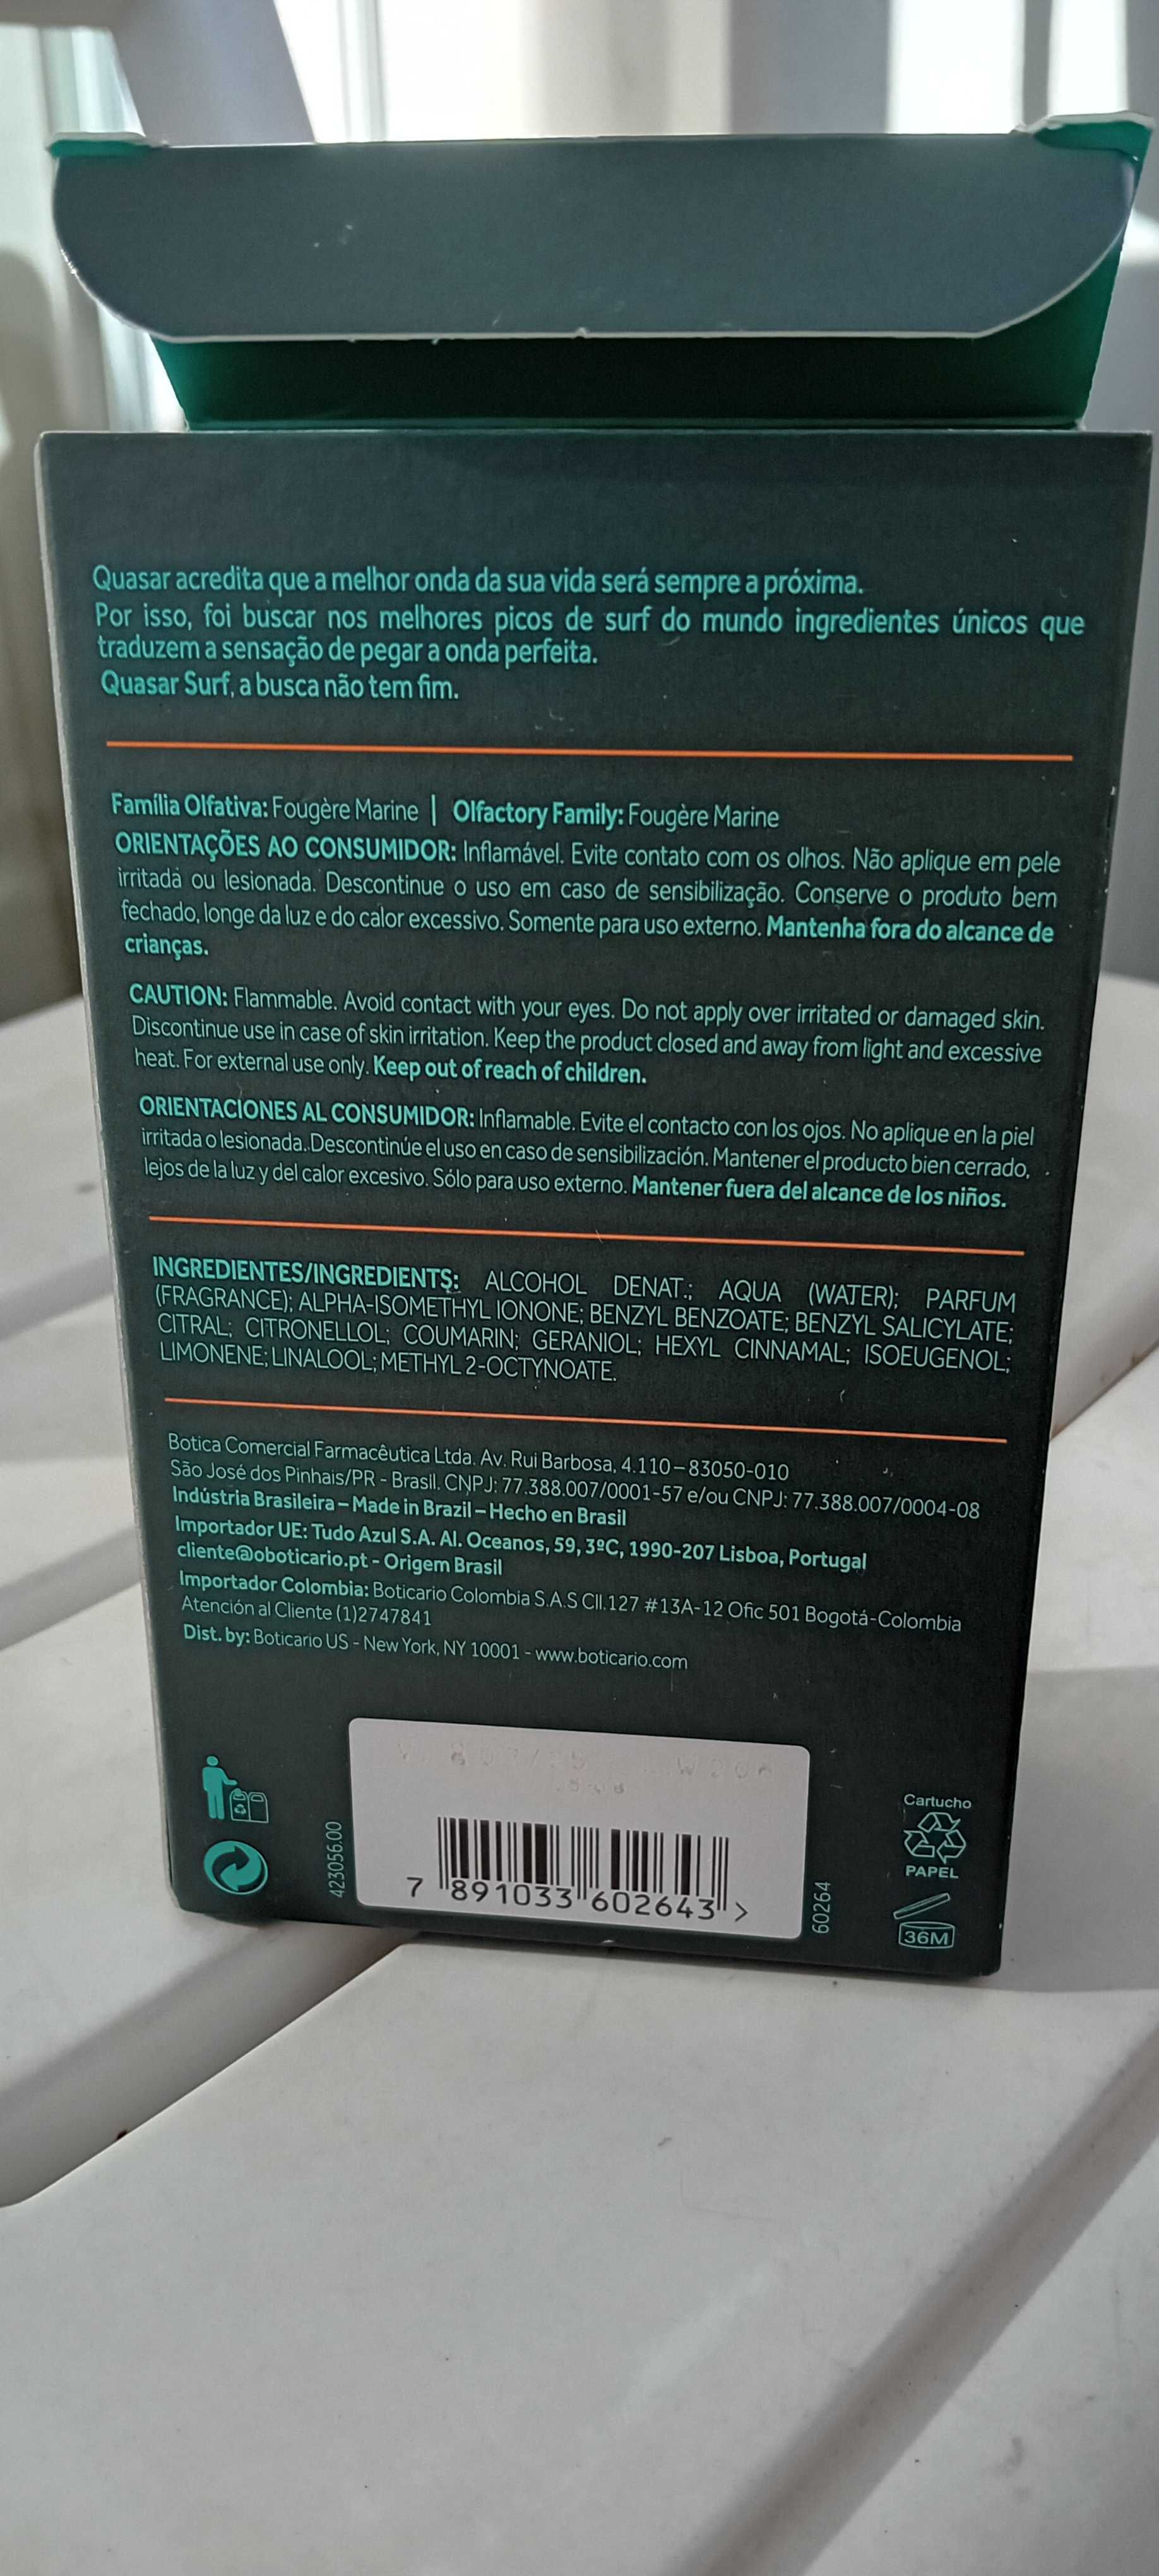 Quasar acredita que a melhor onda da sua vida será sempre a próxima.
Por isso, foi buscar nos melhores picos de surf do mundo ingredientes únicos que
traduzem a sensação de pegar a onda perfeita.
Quasar Surf, a busca não tem fim.
Família Olfativa: Fougère Marine | Olfactory Family: Fougère Marine
ORIENTAÇÕES AO CONSUMIDOR: Inflamável. Evite contato com os olhos. Não aplique em pele
irritada ou lesionada. Descontinue o uso em caso de sensibilização. Conserve o produto bem
fechado, longe da luz e do calor excessivo. Somente para uso externo. Mantenha fora do alcance de
crianças.
CAUTION: Flammable. Avoid contact with your eyes. Do not apply over irritated or damaged skin.
Discontinue use in case of skin irritation. Keep the product closed and away from light and excessive
heat. For external use only. Keep out of reach of children.
ORIENTACIONES AL CONSUMIDOR: Inflamable. Evite el contacto con los ojos. No aplique en la piel
irritada o lesionada. Descontinúe el uso en caso de sensibilización. Mantener el producto bien cerrado,
lejos de la luz y del calor excesivo. Sólo para uso externo. Mantener fuera del alcance de los niños.
INGREDIENTES/INGREDIENTS: ALCOHOL DENAT.; AQUA (WATER); PARFUM
(FRAGRANCE); ALPHA-ISOMETHYL IONONE; BENZYL BENZOATE; BENZYL SALICYLATE;
CITRAL; CITRONELLOL; COUMARIN; GERANIOL; HEXYL CINNAMAL; ISOEUGENOL;
LIMONENE; LINALOOL; METHYL 2-OCTYNOATE.
Botica Comercial Farmacêutica Ltda. Av. Rui Barbosa, 4.110 – 83050-010
São José dos Pinhais/PR - Brasil. CNPJ: 77.388.007/0001-57 e/ou CNPJ: 77.388.007/0004-08
Indústria Brasileira – Made in Brazil – Hecho en Brasil
Importador UE: Tudo Azul S.A. Al. Oceanos, 59, 3ºC, 1990-207 Lisboa, Portugal
cliente@oboticario.pt - Origem Brasil
Importador Colombia: Boticario Colombia S.A.S Cll.127 #13A-12 Ofic 501 Bogotá-Colombia
Atención al Cliente (1)2747841
Dist. by: Boticario US - New York, NY 10001 - www.boticario.com
423056.00
7 891033 602643 >
60264
Cartucho
PAPEL
36M